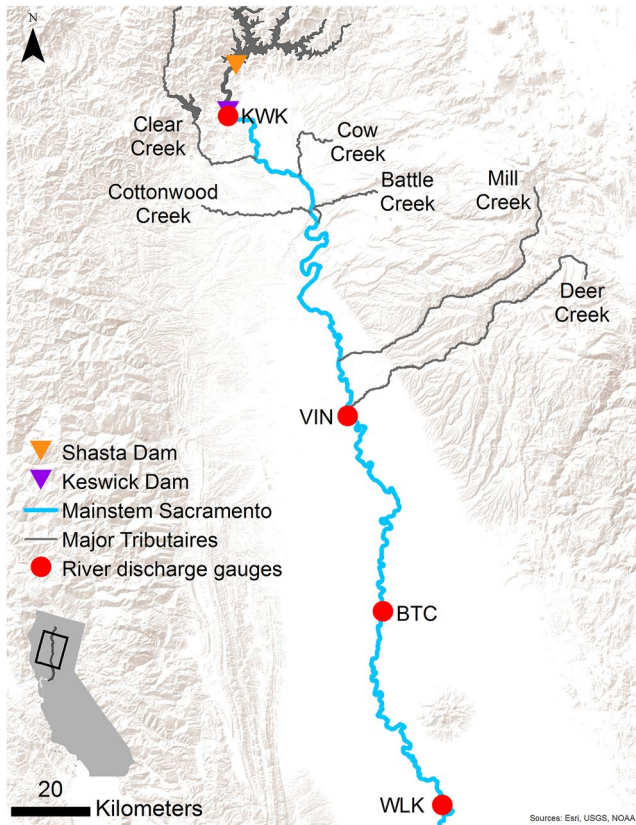 N
KWK
Clear
Creek
Cow
Creek
Cottonwood
Creek
Battle
Creek
Mill
Creek
Deer
Creek
VIN
Shasta Dam
Keswick Dam
Mainstem Sacramento
Major Tributaires
River discharge gauges
BTC
20
Kilometers
WLK
Sources: Esri, USGS, NOAA